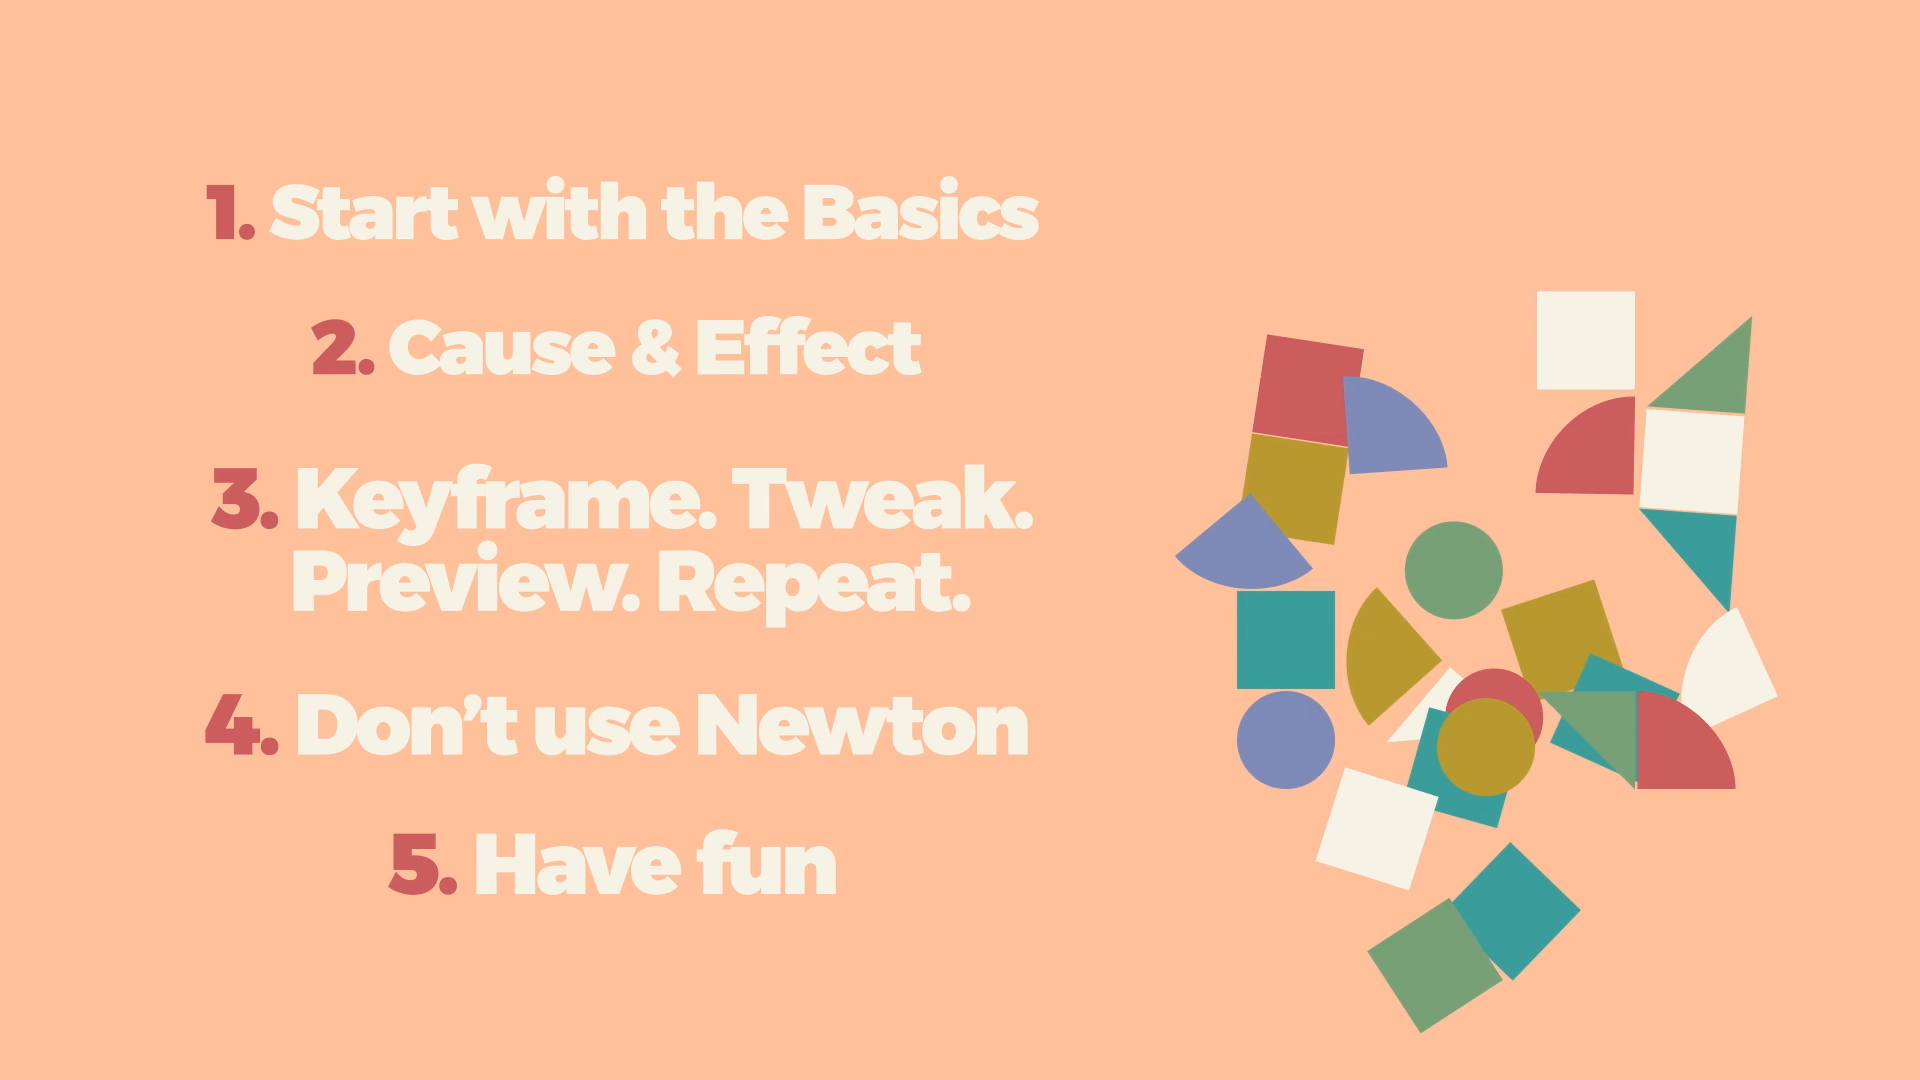 1. Start with the Basics
2. Cause & Effect
3. Keyframe. Tweak.
Preview. Repeat.
4. Don’t use Newton
5. Have fun